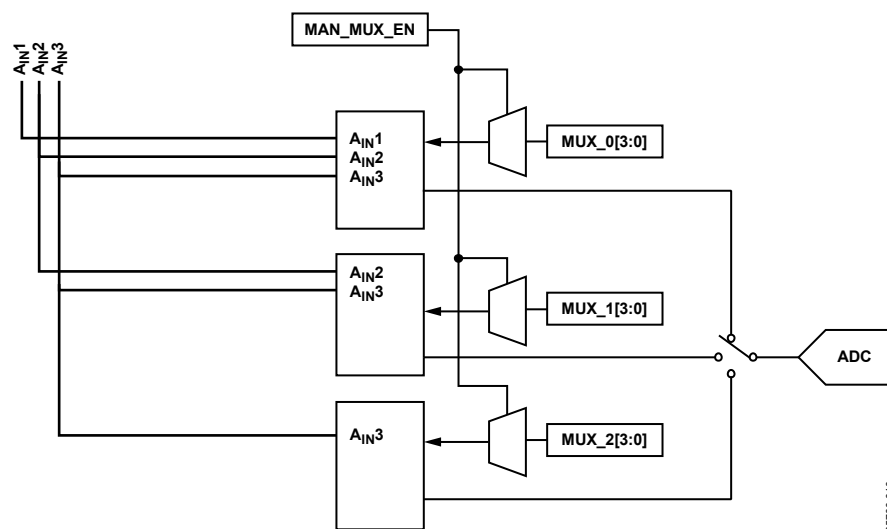 MAN_MUX_EN
AIN1
AIN2
AIN3
AIN1
AIN2
AIN3
MUX_0[3:0]
AIN2
AIN3
MUX_1[3:0]
ADC
AIN3
MUX_2[3:0]